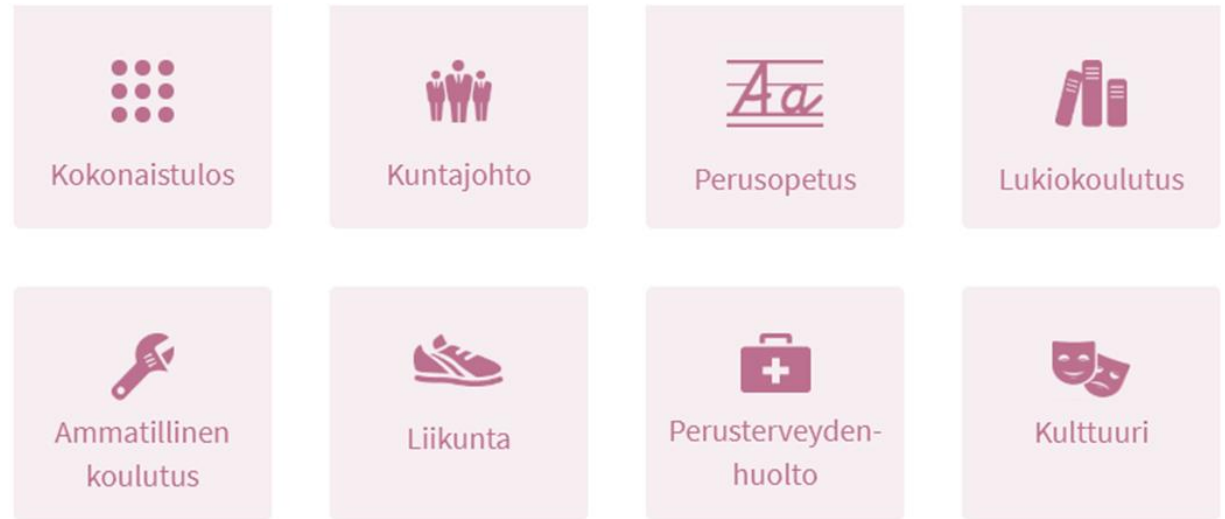 Aa
Kokonaistulos
Kuntajohto
Perusopetus
Lukiokoulutus
Ammatillinen
koulutus
Liikunta
Perusterveyden-
huolto
Kulttuuri